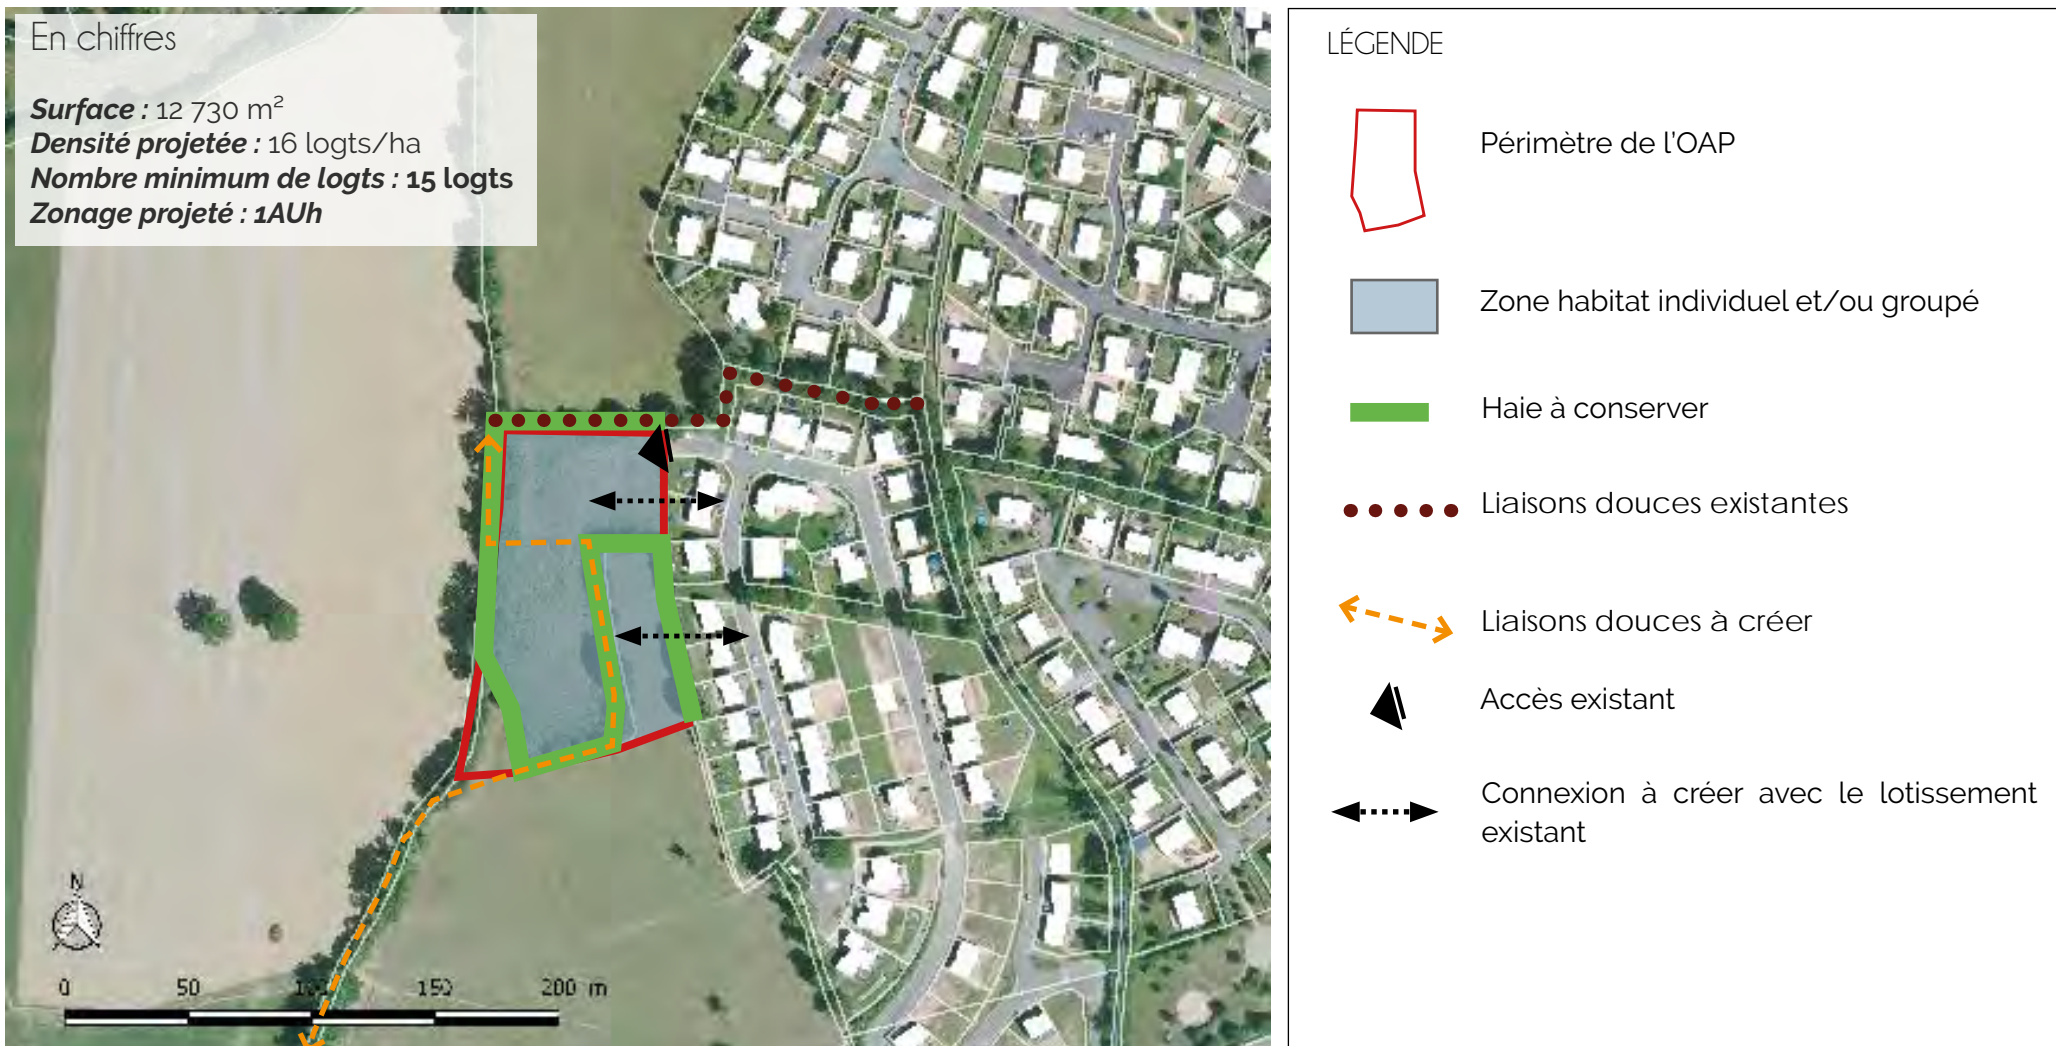 En chiffres
Surface : 12 730 m²
Densité projetée : 16 logts/ha
Nombre minimum de logts : 15 logts
Zonage projeté : 1AUh
N
0 50 100 150 200 m
LÉGENDE
Périmètre de l'OAP
Zone habitat individuel et/ou groupé
Haie à conserver
Liaisons douces existantes
Liaisons douces à créer
Accès existant
Connexion à créer avec le lotissement
existant